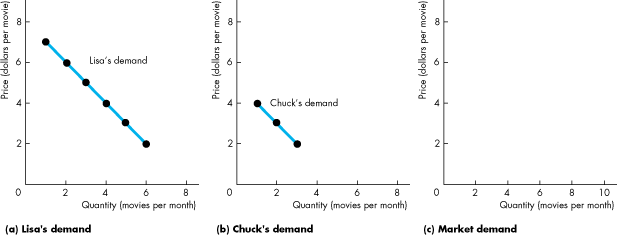 Price (dollars per movie)
8
6
4
2
0
2
4
6
8
Lisa's demand
Quantity (movies per month)
(a) Lisa's demand
Price (dollars per movie)
8
6
4
2
0
2
4
6
8
Chuck's demand
Quantity (movies per month)
(b) Chuck's demand
Price (dollars per movie)
8
6
4
2
0
2
4
6
8
10
Quantity (movies per month)
(c) Market demand